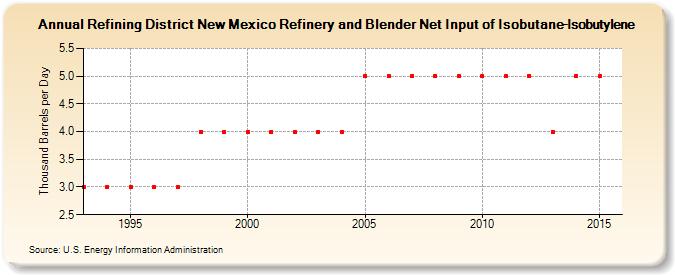 Annual Refining District New Mexico Refinery and Blender Net Input of Isobutane-Isobutylene
Thousand Barrels per Day
5.5
5.0
4.5
4.0
3.5
3.0
2.5
1995 2000 2005 2010 2015
Source: U.S. Energy Information Administration